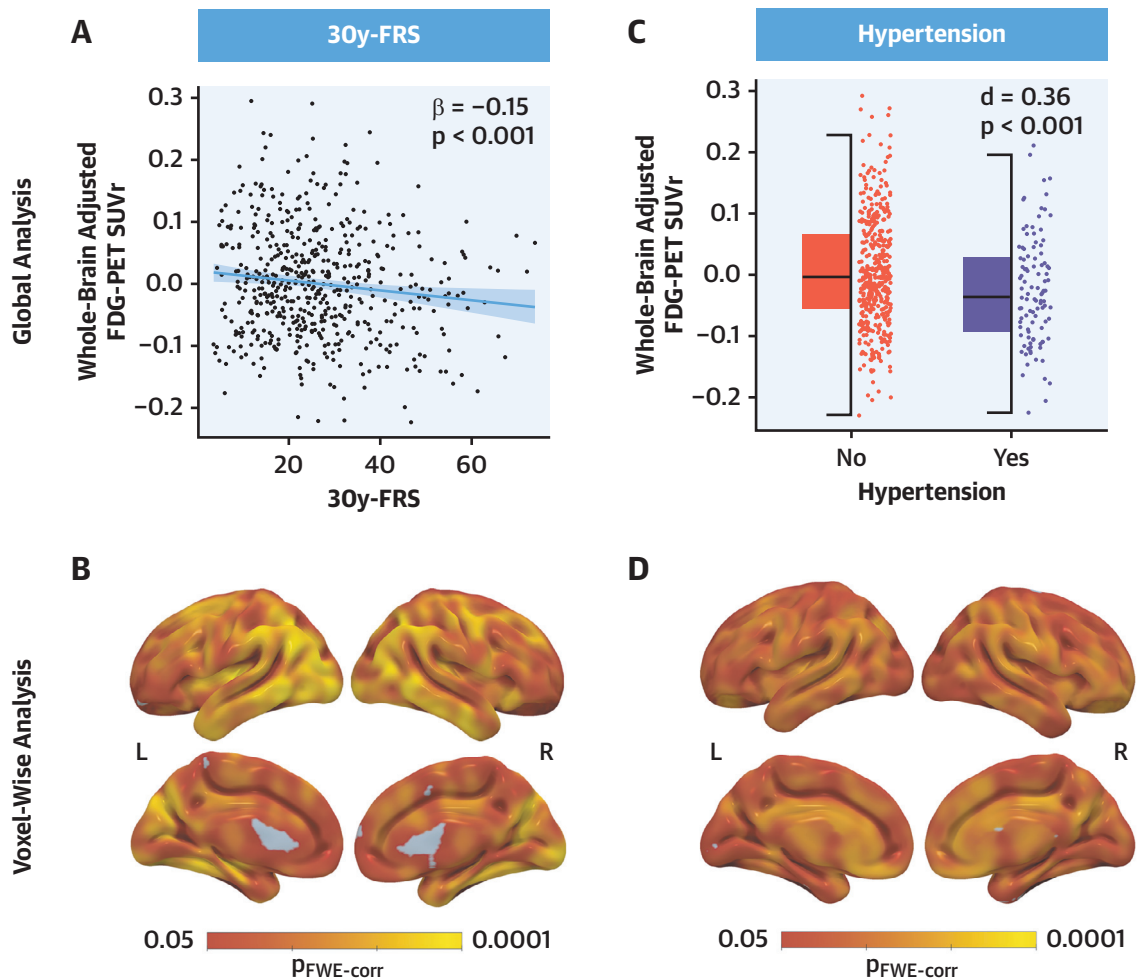 A
30y-FRS
Global Analysis
Whole-Brain Adjusted
FDG-PET SUVr
0.3
0.2
0.1
0.0
−0.1
−0.2
β = −0.15
p < 0.001
20
40
60
30y-FRS
C
Hypertension
Whole-Brain Adjusted
FDG-PET SUVr
0.3
0.2
0.1
0.0
−0.1
−0.2
d = 0.36
p < 0.001
No
Yes
Hypertension
B
Voxel-Wise Analysis
L
R
0.05
0.0001
pFWE-corr
D
L
R
0.05
0.0001
pFWE-corr